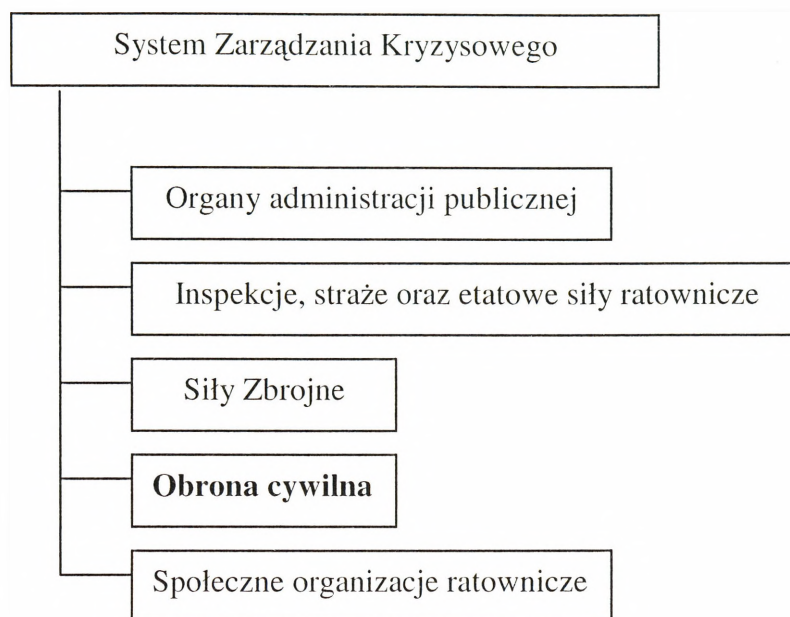 System Zarządzania Kryzysowego
Organy administracji publicznej
Inspekcje, straże oraz etatowe siły ratownicze
Siły Zbrojne
Obrona cywilna
Społeczne organizacje ratownicze